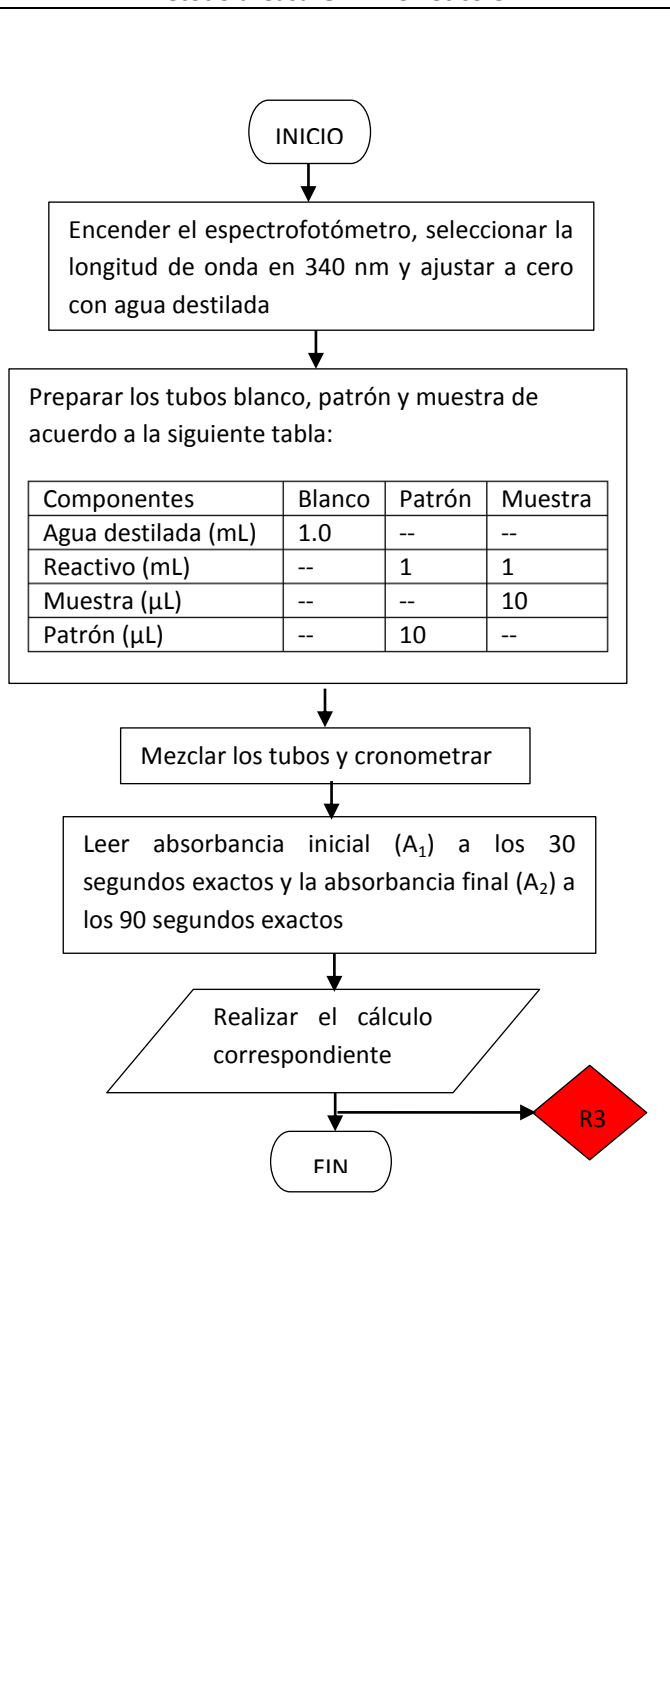 INICIO
Encender el espectrofotómetro, seleccionar la
longitud de onda en 340 nm y ajustar a cero
con agua destilada
Preparar los tubos blanco, patrón y muestra de
acuerdo a la siguiente tabla:
Componentes Blanco Patrón Muestra
Agua destilada (mL) 1.0 -- --
Reactivo (mL) -- 1 1
Muestra (µL) -- -- 10
Patrón (µL) -- 10 --
Mezclar los tubos y cronometrar
Leer absorbancia inicial (A₁) a los 30
segundos exactos y la absorbancia final (A₂) a
los 90 segundos exactos
Realizar el cálculo
correspondiente
R3
FIN